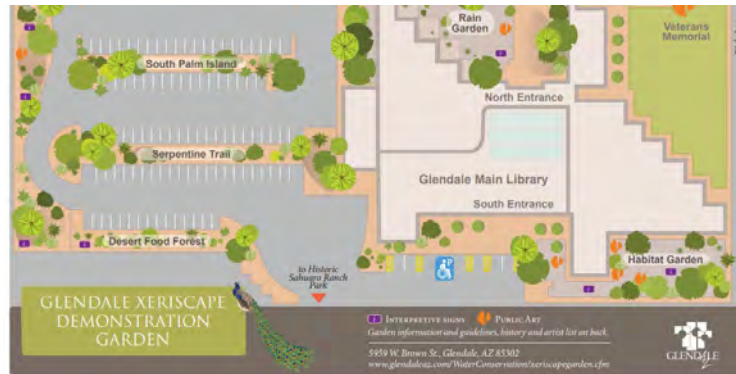 Rain
Garden
Veterans
Memorial
South Palm Island
North Entrance
Serpentine Trail
Glendale Main Library
South Entrance
Desert Food Forest
Habitat Garden
to Historic
Sahuaro Ranch
Park
GLENDALE XERISCAPE
DEMONSTRATION
GARDEN
i INTERPRETIVE SIGNS PUBLIC ART
Garden information and guidelines, history and artist list on back.
5959 W. Brown St., Glendale, AZ 85302
www.glendaleaz.com/WaterConservation/xeriscapegarden.cfm
GLENDALE